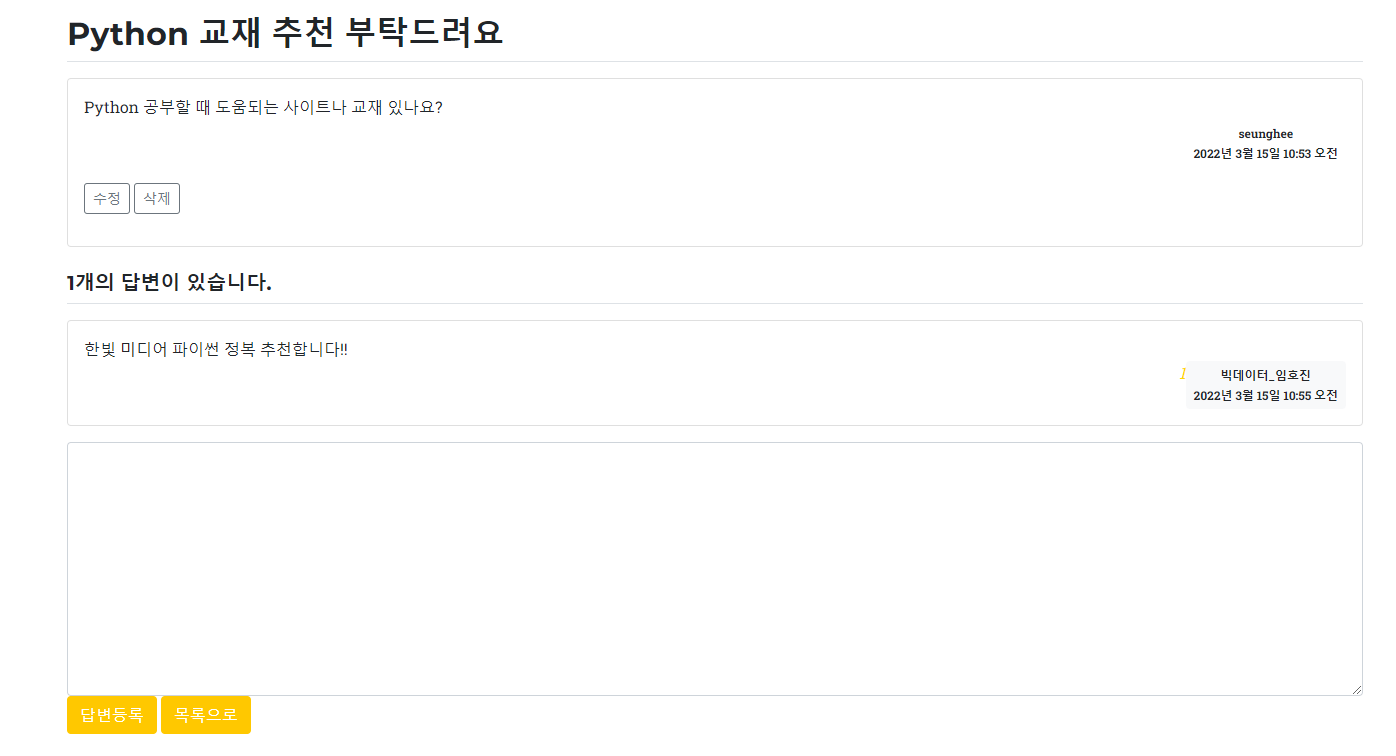 Python 교재 추천 부탁드려요
Python 공부할 때 도움되는 사이트나 교재 있나요?
seunghee
2022년 3월 15일 10:53 오전
수정 삭제
1개의 답변이 있습니다.
한빛 미디어 파이썬 정복 추천합니다!!
1
빅데이터_임호진
2022년 3월 15일 10:55 오전
답변등록 목록으로